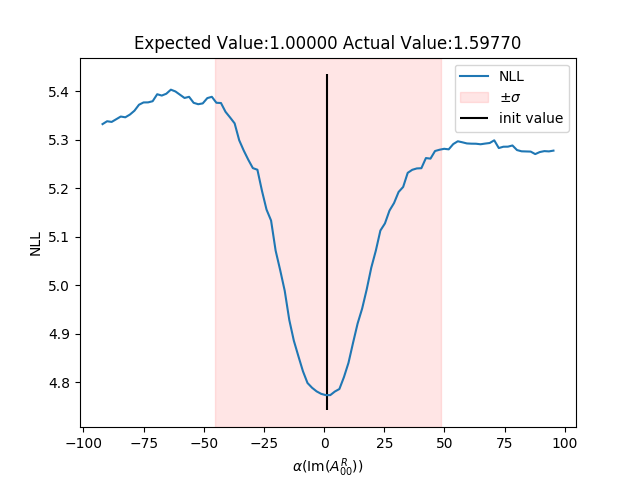 Expected Value:1.00000 Actual Value:1.59770
NLL
±σ
init value
NLL
5.4
5.3
5.2
5.1
5.0
4.9
4.8
−100 −75 −50 −25 0 25 50 75 100
α(Im(A^R_00))